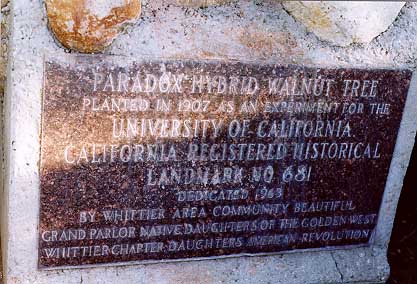 PARADOX HYBRID WALNUT TREE
PLANTED IN 1907 AS AN EXPERIMENT FOR THE
UNIVERSITY OF CALIFORNIA.
CALIFORNIA REGISTERED HISTORICAL
LANDMARK NO. 681
DEDICATED 1963
BY WHITTIER AREA COMMUNITY BEAUTIFUL
GRAND PARLOR NATIVE DAUGHTERS OF THE GOLDEN WEST
WHITTIER CHAPTER DAUGHTERS AMERICAN REVOLUTION